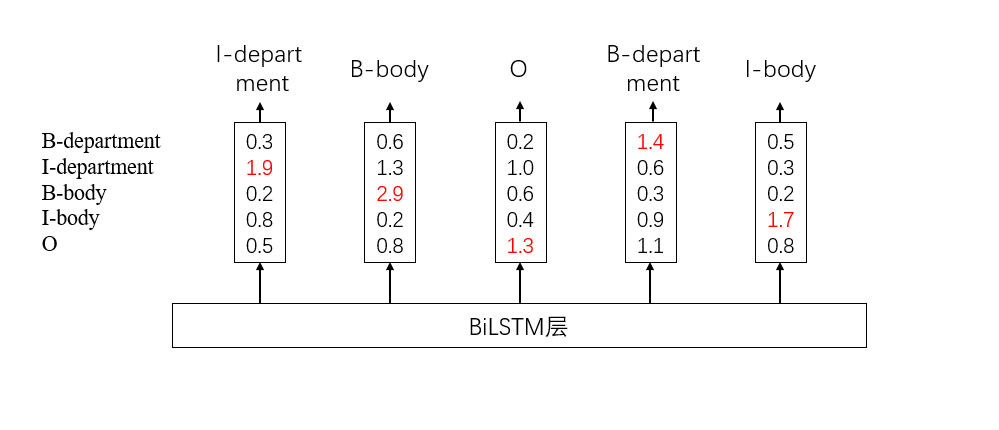 I-depart
ment
B-body
O
B-depart
ment
I-body
B-department 0.3 0.6 0.2 1.4 0.5
I-department 1.9 1.3 1.0 0.6 0.3
B-body 0.2 2.9 0.6 0.3 0.2
I-body 0.8 0.2 0.4 0.9 1.7
O 0.5 0.8 1.3 1.1 0.8
BiLSTM层